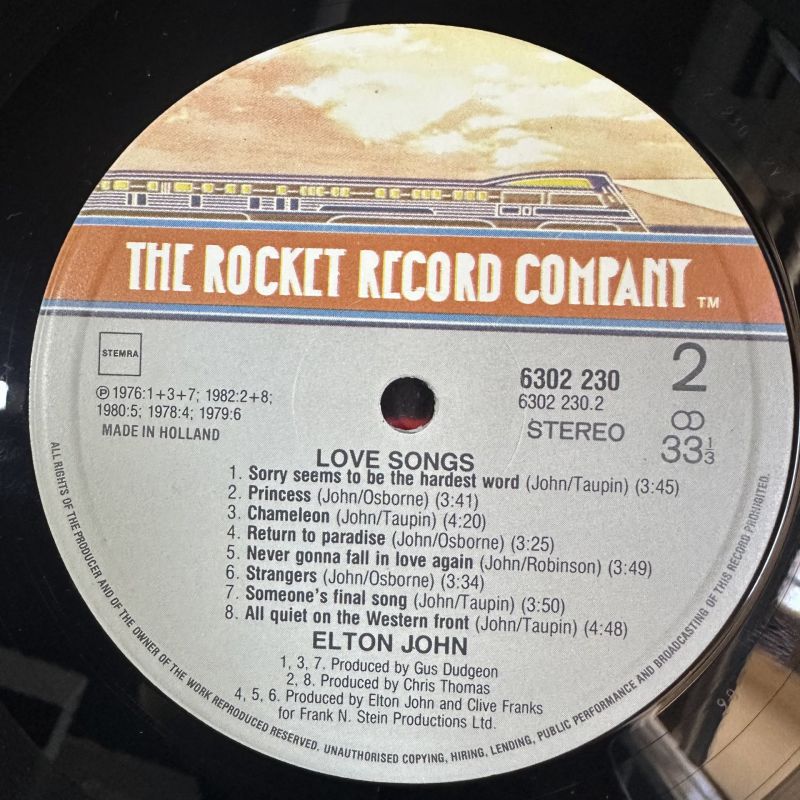 THE ROCKET RECORD COMPANY TM
STEMRA
℗ 1976:1+3+7; 1982:2+8;
1980:5; 1978:4; 1979:6
MADE IN HOLLAND
6302 230
6302 230.2
STEREO
2
33 1/3
LOVE SONGS
1. Sorry seems to be the hardest word (John/Taupin) (3:45)
2. Princess (John/Osborne) (3:41)
3. Chameleon (John/Taupin) (4:20)
4. Return to paradise (John/Osborne) (3:25)
5. Never gonna fall in love again (John/Robinson) (3:49)
6. Strangers (John/Osborne) (3:34)
7. Someone's final song (John/Taupin) (3:50)
8. All quiet on the Western front (John/Taupin) (4:48)
ELTON JOHN
1, 3, 7. Produced by Gus Dudgeon
2, 8. Produced by Chris Thomas
4, 5, 6. Produced by Elton John and Clive Franks
for Frank N. Stein Productions Ltd.
ALL RIGHTS OF THE PRODUCER AND OF THE OWNER OF THE WORK REPRODUCED RESERVED. UNAUTHORISED COPYING, HIRING, LENDING, PUBLIC PERFORMANCE AND BROADCASTING OF THIS RECORD PROHIBITED.